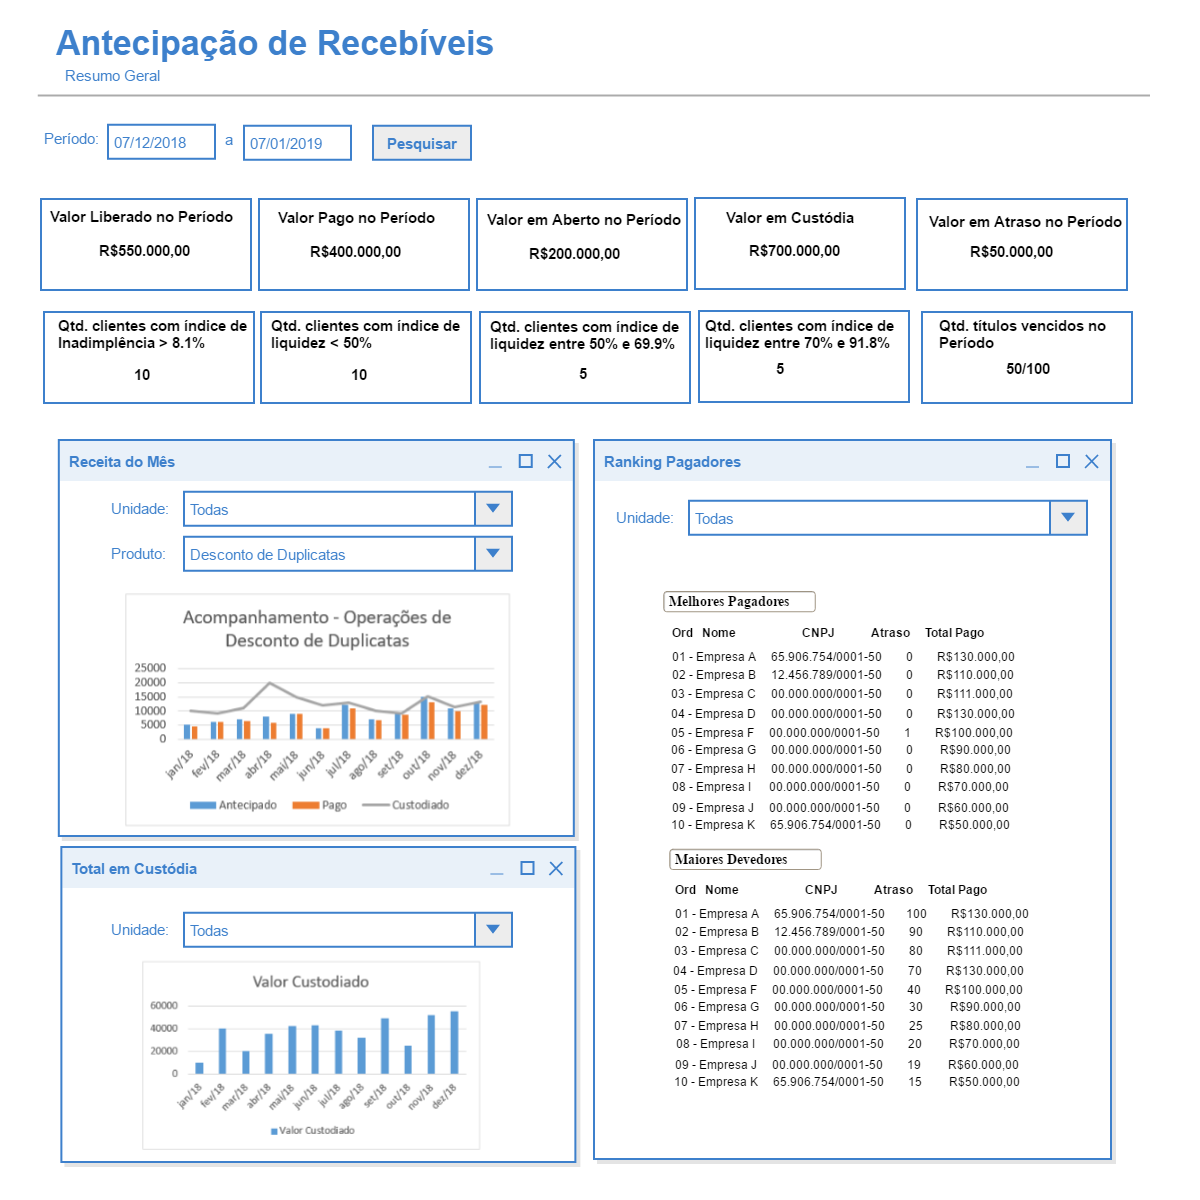 Antecipação de Recebíveis
Resumo Geral
Período: 07/12/2018 a 07/01/2019 Pesquisar
Valor Liberado no Período
R$550.000,00
Valor Pago no Período
R$400.000,00
Valor em Aberto no Período
R$200.000,00
Valor em Custódia
R$700.000,00
Valor em Atraso no Período
R$50.000,00
Qtd. clientes com índice de
Inadimplência > 8.1%
10
Qtd. clientes com índice de
liquidez < 50%
10
Qtd. clientes com índice de
liquidez entre 50% e 69.9%
5
Qtd. clientes com índice de
liquidez entre 70% e 91.8%
5
Qtd. títulos vencidos no
Período
50/100
Receita do Mês
Unidade: Todas
Produto: Desconto de Duplicatas
Acompanhamento - Operações de
Desconto de Duplicatas
25000
20000
15000
10000
5000
0
jan/18 fev/18 mar/18 abr/18 mai/18 jun/18 jul/18 ago/18 set/18 out/18 nov/18 dez/18
Antecipado Pago Custodiado
Total em Custódia
Unidade: Todas
Valor Custodiado
60000
40000
20000
0
jan/18 fev/18 mar/18 abr/18 mai/18 jun/18 jul/18 ago/18 set/18 out/18 nov/18 dez/18
Valor Custodiado
Ranking Pagadores
Unidade: Todas
Melhores Pagadores
Ord Nome CNPJ Atraso Total Pago
01 - Empresa A 65.906.754/0001-50 0 R$130.000,00
02 - Empresa B 12.456.789/0001-50 0 R$110.000,00
03 - Empresa C 00.000.000/0001-50 0 R$111.000,00
04 - Empresa D 00.000.000/0001-50 0 R$130.000,00
05 - Empresa F 00.000.000/0001-50 1 R$100.000,00
06 - Empresa G 00.000.000/0001-50 0 R$90.000,00
07 - Empresa H 00.000.000/0001-50 0 R$80.000,00
08 - Empresa I 00.000.000/0001-50 0 R$70.000,00
09 - Empresa J 00.000.000/0001-50 0 R$60.000,00
10 - Empresa K 65.906.754/0001-50 0 R$50.000,00
Maiores Devedores
Ord Nome CNPJ Atraso Total Pago
01 - Empresa A 65.906.754/0001-50 100 R$130.000,00
02 - Empresa B 12.456.789/0001-50 90 R$110.000,00
03 - Empresa C 00.000.000/0001-50 80 R$111.000,00
04 - Empresa D 00.000.000/0001-50 70 R$130.000,00
05 - Empresa F 00.000.000/0001-50 40 R$100.000,00
06 - Empresa G 00.000.000/0001-50 30 R$90.000,00
07 - Empresa H 00.000.000/0001-50 25 R$80.000,00
08 - Empresa I 00.000.000/0001-50 20 R$70.000,00
09 - Empresa J 00.000.000/0001-50 19 R$60.000,00
10 - Empresa K 65.906.754/0001-50 15 R$50.000,00